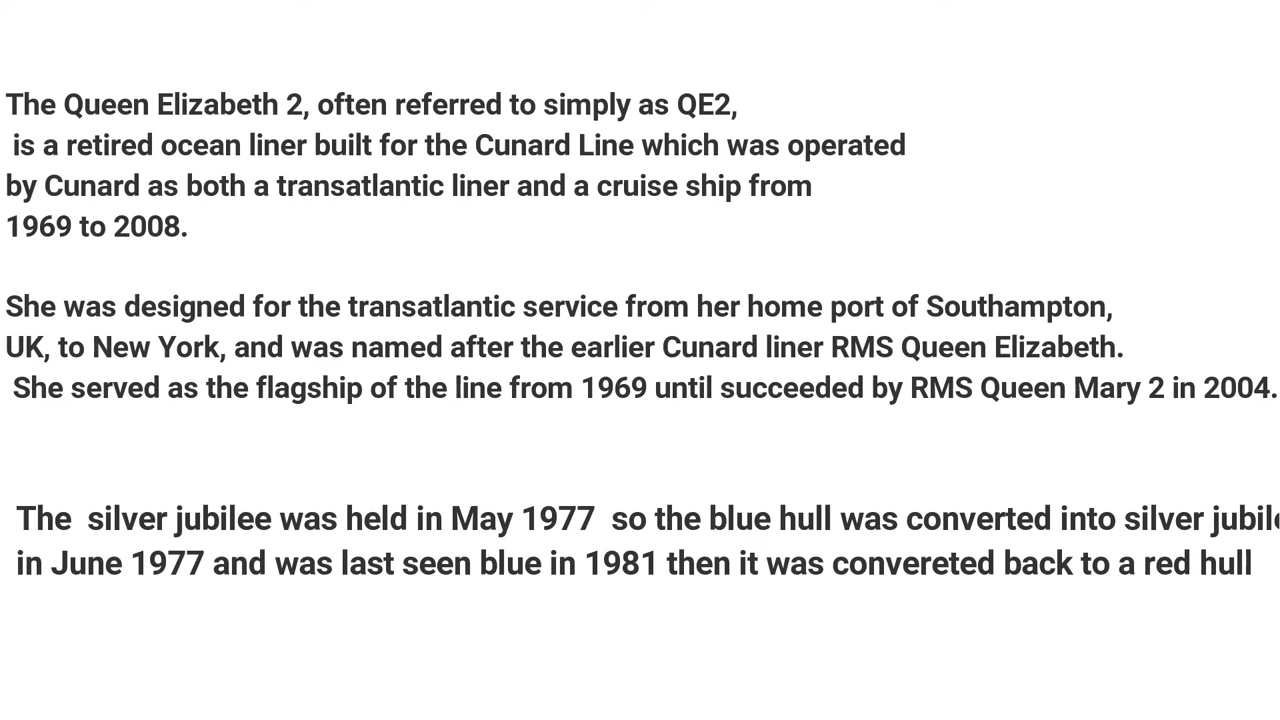 The Queen Elizabeth 2, often referred to simply as QE2,
is a retired ocean liner built for the Cunard Line which was operated
by Cunard as both a transatlantic liner and a cruise ship from
1969 to 2008.
She was designed for the transatlantic service from her home port of Southampton,
UK, to New York, and was named after the earlier Cunard liner RMS Queen Elizabeth.
She served as the flagship of the line from 1969 until succeeded by RMS Queen Mary 2 in 2004.
The silver jubilee was held in May 1977 so the blue hull was converted into silver
in June 1977 and was last seen blue in 1981 then it was convereted back to a red hull